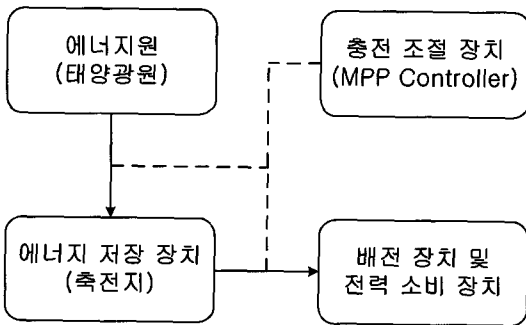 에너지원
(태양광원)
충전 조절 장치
(MPP Controller)
에너지 저장 장치
(축전지)
배전 장치 및
전력 소비 장치